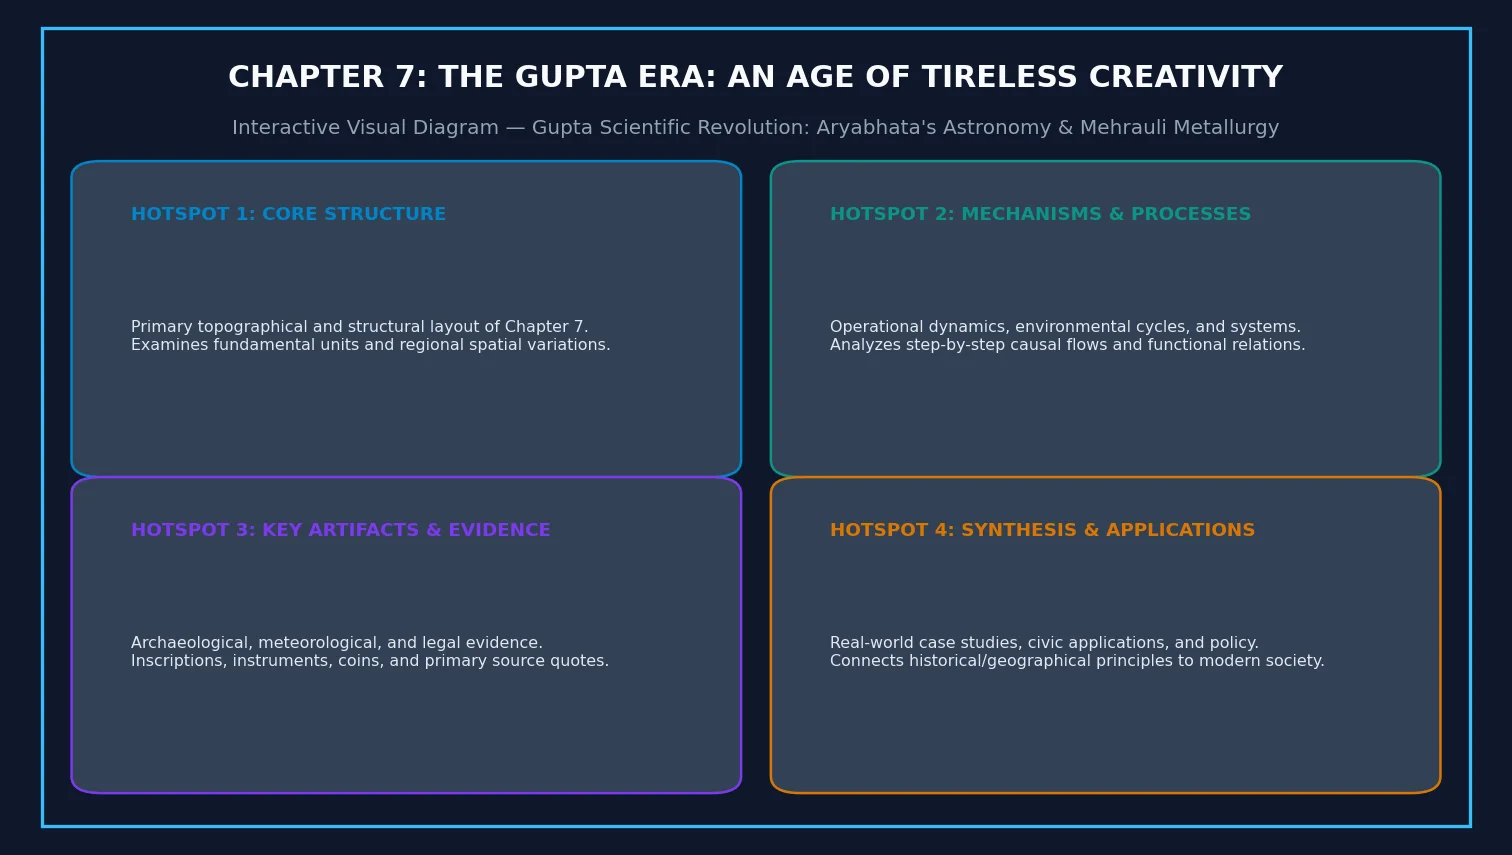 CHAPTER 7: THE GUPTA ERA: AN AGE OF TIRELESS CREATIVITY
Interactive Visual Diagram — Gupta Scientific Revolution: Aryabhata's Astronomy & Mehrauli Metallurgy
HOTSPOT 1: CORE STRUCTURE
Primary topographical and structural layout of Chapter 7.
Examines fundamental units and regional spatial variations.
HOTSPOT 2: MECHANISMS & PROCESSES
Operational dynamics, environmental cycles, and systems.
Analyzes step-by-step causal flows and functional relations.
HOTSPOT 3: KEY ARTIFACTS & EVIDENCE
Archaeological, meteorological, and legal evidence.
Inscriptions, instruments, coins, and primary source quotes.
HOTSPOT 4: SYNTHESIS & APPLICATIONS
Real-world case studies, civic applications, and policy.
Connects historical/geographical principles to modern society.